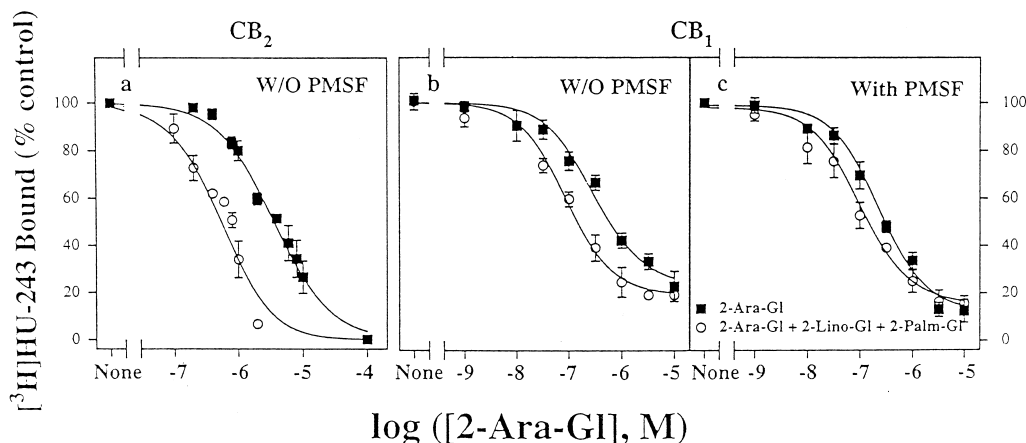 CB2
CB1
[3H]HU-243 Bound (% control)
a
W/O PMSF
b
W/O PMSF
c
With PMSF
100
80
60
40
20
0
100
80
60
40
20
0
2-Ara-Gl
2-Ara-Gl + 2-Lino-Gl + 2-Palm-Gl
None -7 -6 -5 -4
None -9 -8 -7 -6 -5
None -9 -8 -7 -6 -5
log ([2-Ara-Gl], M)